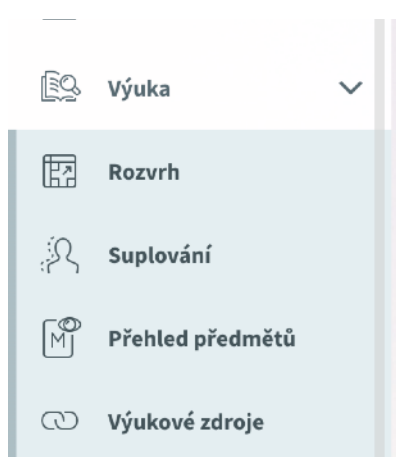 Výuka
Rozvrh
Suplování
M
Přehled předmětů
Výukové zdroje